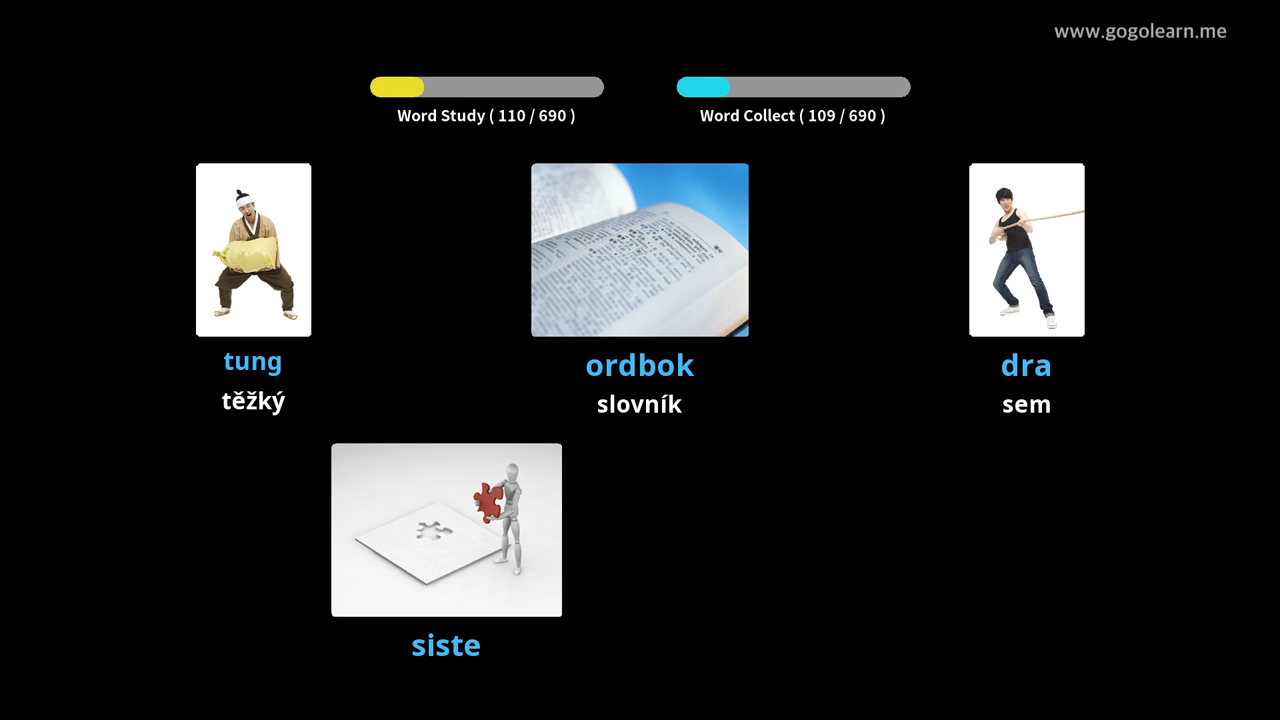 www.gogolearn.me
Word Study ( 110 / 690 )
Word Collect ( 109 / 690 )
tung
těžký
ordbok
slovník
dra
sem
siste